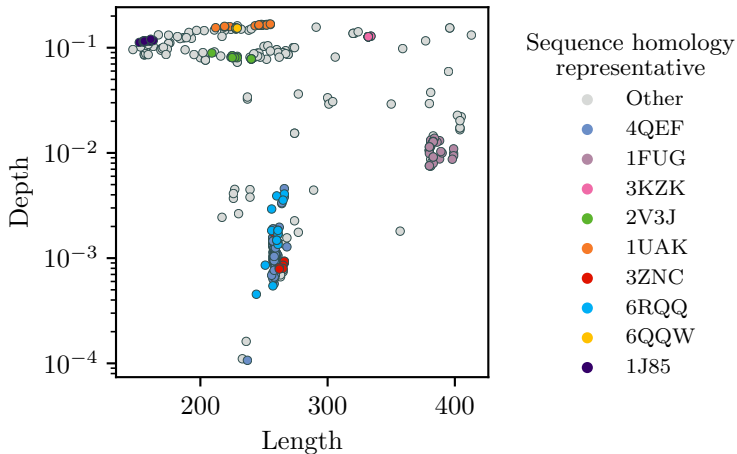 10⁻¹
10⁻²
10⁻³
10⁻⁴
Depth
200 300 400
Length
Sequence homology
representative
Other
4QEF
1FUG
3KZK
2V3J
1UAK
3ZNC
6RQQ
6QQW
1J85